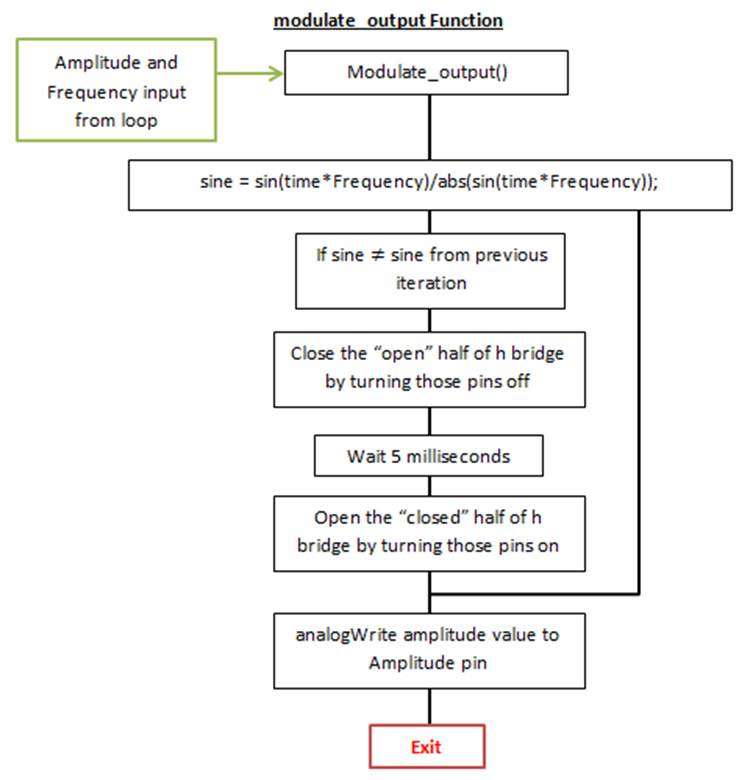 modulate_output Function
Amplitude and
Frequency input
from loop
Modulate_output()
sine = sin(time*Frequency)/abs(sin(time*Frequency));
If sine ≠ sine from previous
iteration
Close the “open” half of h bridge
by turning those pins off
Wait 5 milliseconds
Open the “closed” half of h
bridge by turning those pins on
analogWrite amplitude value to
Amplitude pin
Exit